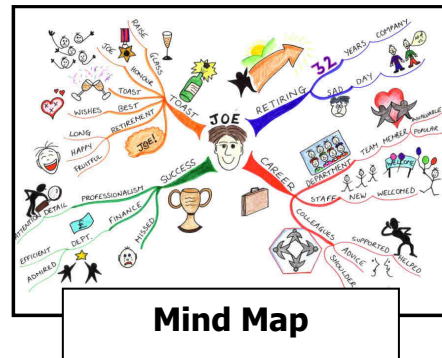 JOE
TOAST
RAISE GLASS
JOE HONOUR
TOAST
WISHES BEST
RETIREMENT
LONG
HAPPY
FRUITFUL
JOE!
RETIRING
32 YEARS COMPANY
SAD DAY
CAREER
DEPARTMENT TEAM MEMBER
POPULAR
STAFF NEW WELCOMED
WELCOME
COLLEAGUES
SUPPORTED HELPED
ADVICE
SHOULDER
SUCCESS
PROFESSIONALISM
DETAIL
FINANCE
DEPT.
EFFICIENT
ADMIRED
MISSED
Mind Map